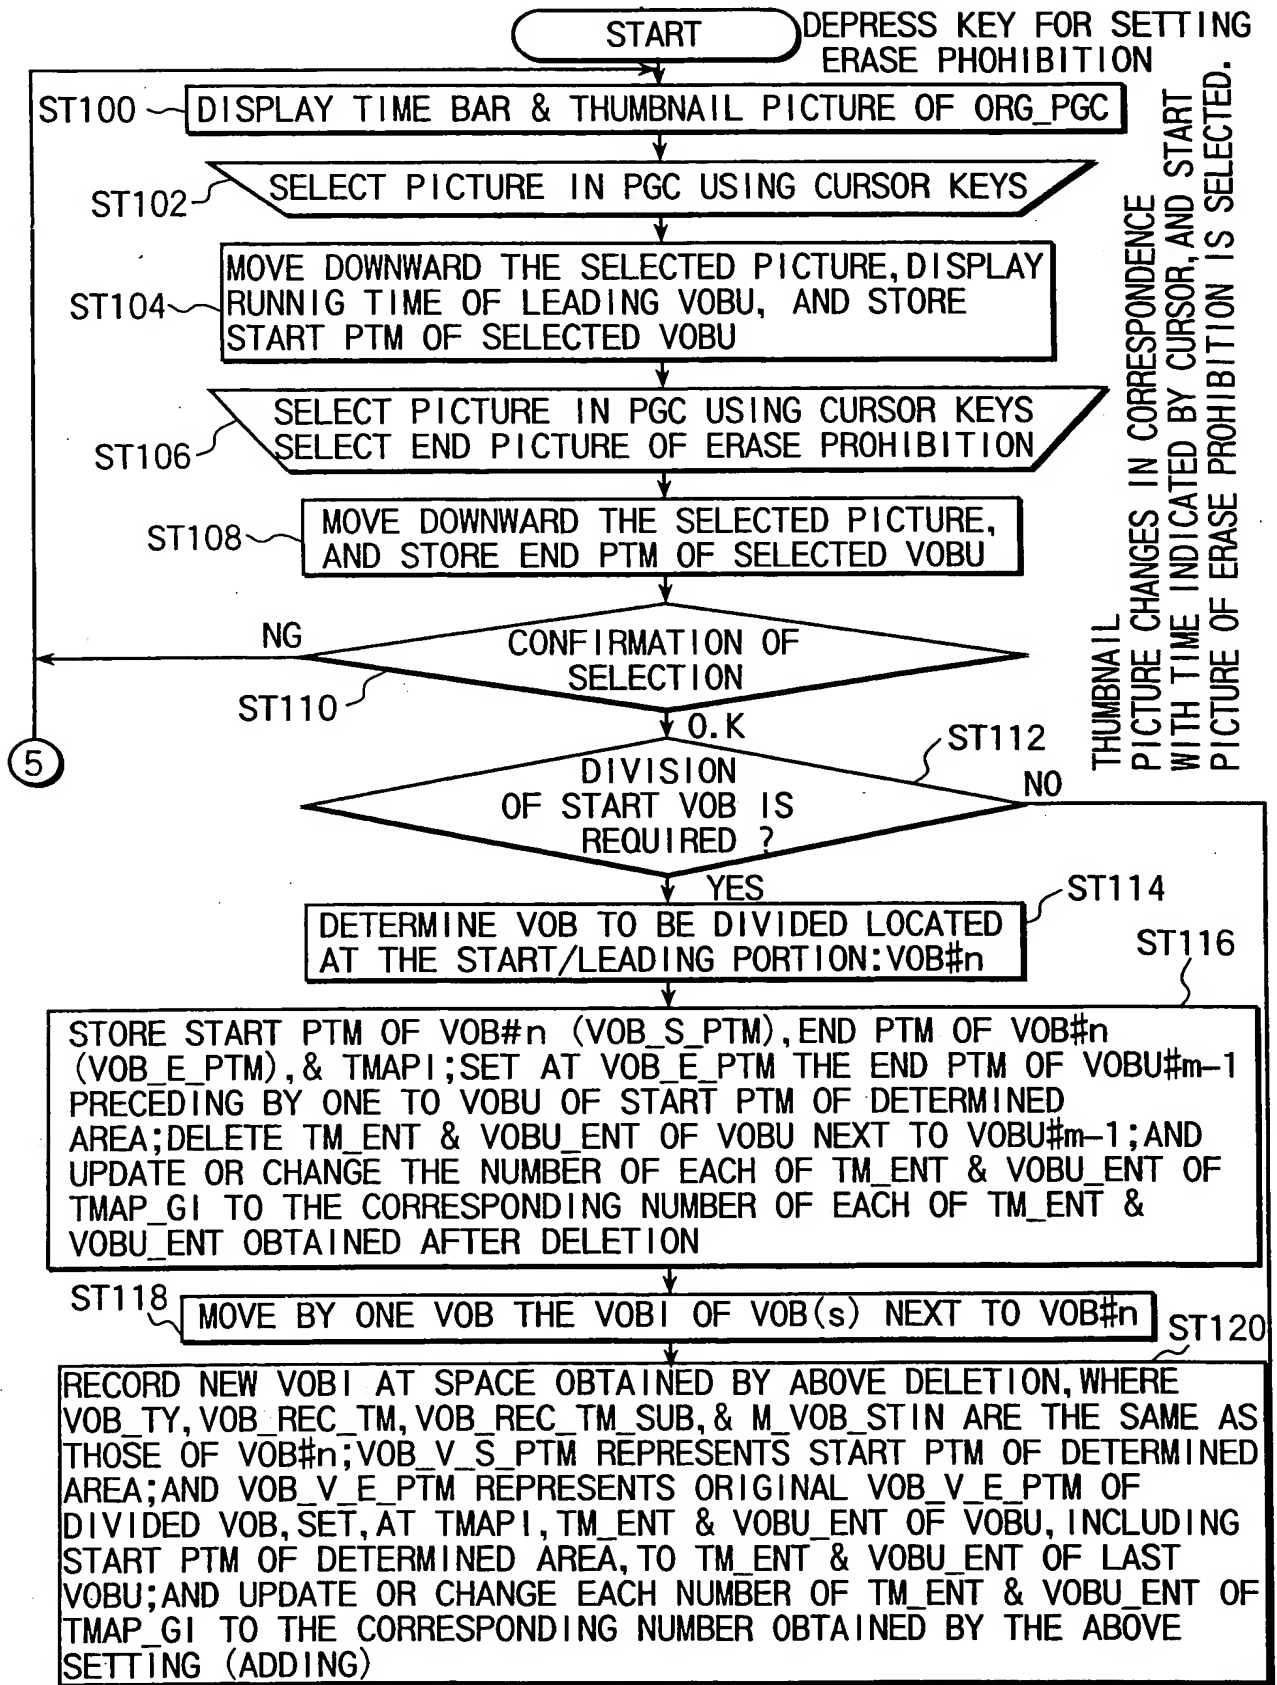 START
DEPRESS KEY FOR SETTING
ERASE PHOHIBITION
ST100
DISPLAY TIME BAR & THUMBNAIL PICTURE OF ORG_PGC
ST102
SELECT PICTURE IN PGC USING CURSOR KEYS
THUMBNAIL
PICTURE CHANGES IN CORRESPONDENCE
WITH TIME INDICATED BY CURSOR, AND START
PICTURE OF ERASE PROHIBITION IS SELECTED.
ST104
MOVE DOWNWARD THE SELECTED PICTURE, DISPLAY
RUNNIG TIME OF LEADING VOBU, AND STORE
START PTM OF SELECTED VOBU
ST106
SELECT PICTURE IN PGC USING CURSOR KEYS
SELECT END PICTURE OF ERASE PROHIBITION
ST108
MOVE DOWNWARD THE SELECTED PICTURE,
AND STORE END PTM OF SELECTED VOBU
NG
CONFIRMATION OF
SELECTION
ST110
O.K
5
ST112
DIVISION
OF START VOB IS
REQUIRED ?
NO
YES
ST114
DETERMINE VOB TO BE DIVIDED LOCATED
AT THE START/LEADING PORTION:VOB#n
ST116
STORE START PTM OF VOB#n (VOB_S_PTM), END PTM OF VOB#n
(VOB_E_PTM), & TMAPI;SET AT VOB_E_PTM THE END PTM OF VOBU#m-1
PRECEDING BY ONE TO VOBU OF START PTM OF DETERMINED
AREA;DELETE TM_ENT & VOBU_ENT OF VOBU NEXT TO VOBU#m-1;AND
UPDATE OR CHANGE THE NUMBER OF EACH OF TM_ENT & VOBU_ENT OF
TMAP_GI TO THE CORRESPONDING NUMBER OF EACH OF TM_ENT &
VOBU_ENT OBTAINED AFTER DELETION
ST118
MOVE BY ONE VOB THE VOBI OF VOB(s) NEXT TO VOB#n
ST120
RECORD NEW VOBI AT SPACE OBTAINED BY ABOVE DELETION, WHERE
VOB_TY, VOB_REC_TM, VOB_REC_TM_SUB, & M_VOB_STIN ARE THE SAME AS
THOSE OF VOB#n;VOB_V_S_PTM REPRESENTS START PTM OF DETERMINED
AREA;AND VOB_V_E_PTM REPRESENTS ORIGINAL VOB_V_E_PTM OF
DIVIDED VOB, SET, AT TMAPI, TM_ENT & VOBU_ENT OF VOBU, INCLUDING
START PTM OF DETERMINED AREA, TO TM_ENT & VOBU_ENT OF LAST
VOBU;AND UPDATE OR CHANGE EACH NUMBER OF TM_ENT & VOBU_ENT OF
TMAP_GI TO THE CORRESPONDING NUMBER OBTAINED BY THE ABOVE
SETTING (ADDING)